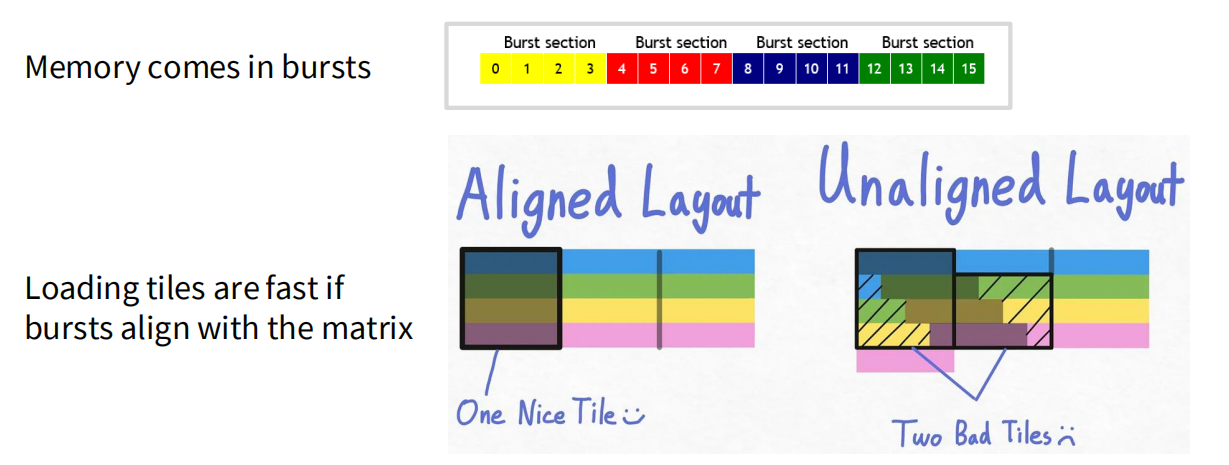 Memory comes in bursts
Burst section Burst section Burst section Burst section
0 1 2 3 4 5 6 7 8 9 10 11 12 13 14 15
Aligned Layout
Unaligned Layout
Loading tiles are fast if
bursts align with the matrix
One Nice Tile
Two Bad Tiles